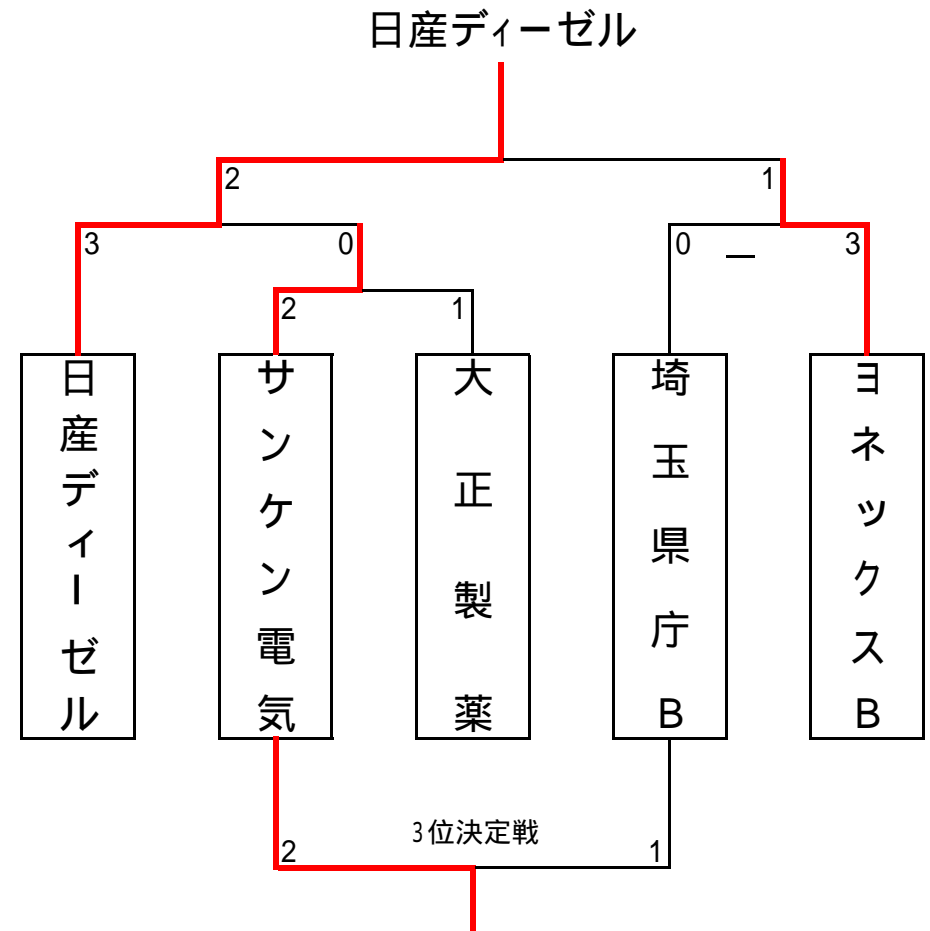 日産ディーゼル
2 1
3 0 0 3
2 1
日産ディーゼル
サンケン電気
大正製薬
埼玉県庁B
ヨネックスB
3位決定戦
2 1